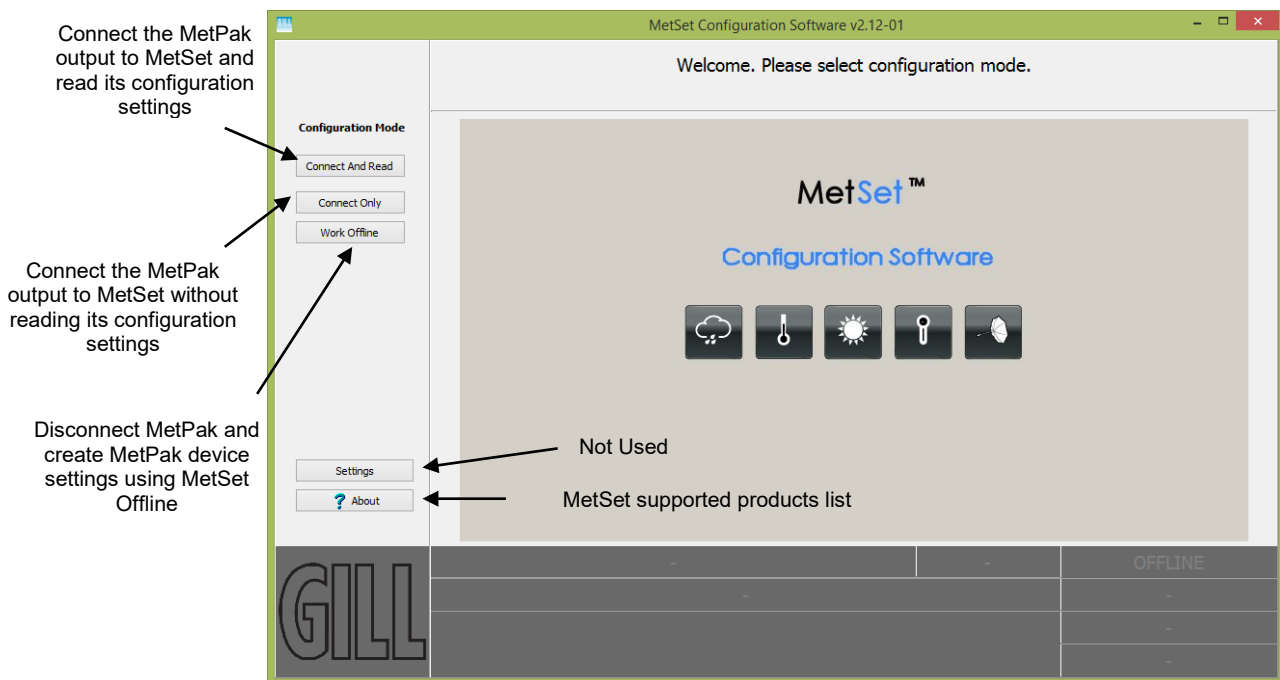 Connect the MetPak
output to MetSet and
read its configuration
settings
Connect the MetPak
output to MetSet without
reading its configuration
settings
Disconnect MetPak and
create MetPak device
settings using MetSet
Offline
MetSet Configuration Software v2.12-01
Welcome. Please select configuration mode.
Configuration Mode
Connect And Read
Connect Only
Work Offline
MetSet™
Configuration Software
Settings
Not Used
? About
MetSet supported products list
GILL
- - OFFLINE
- -
-
-